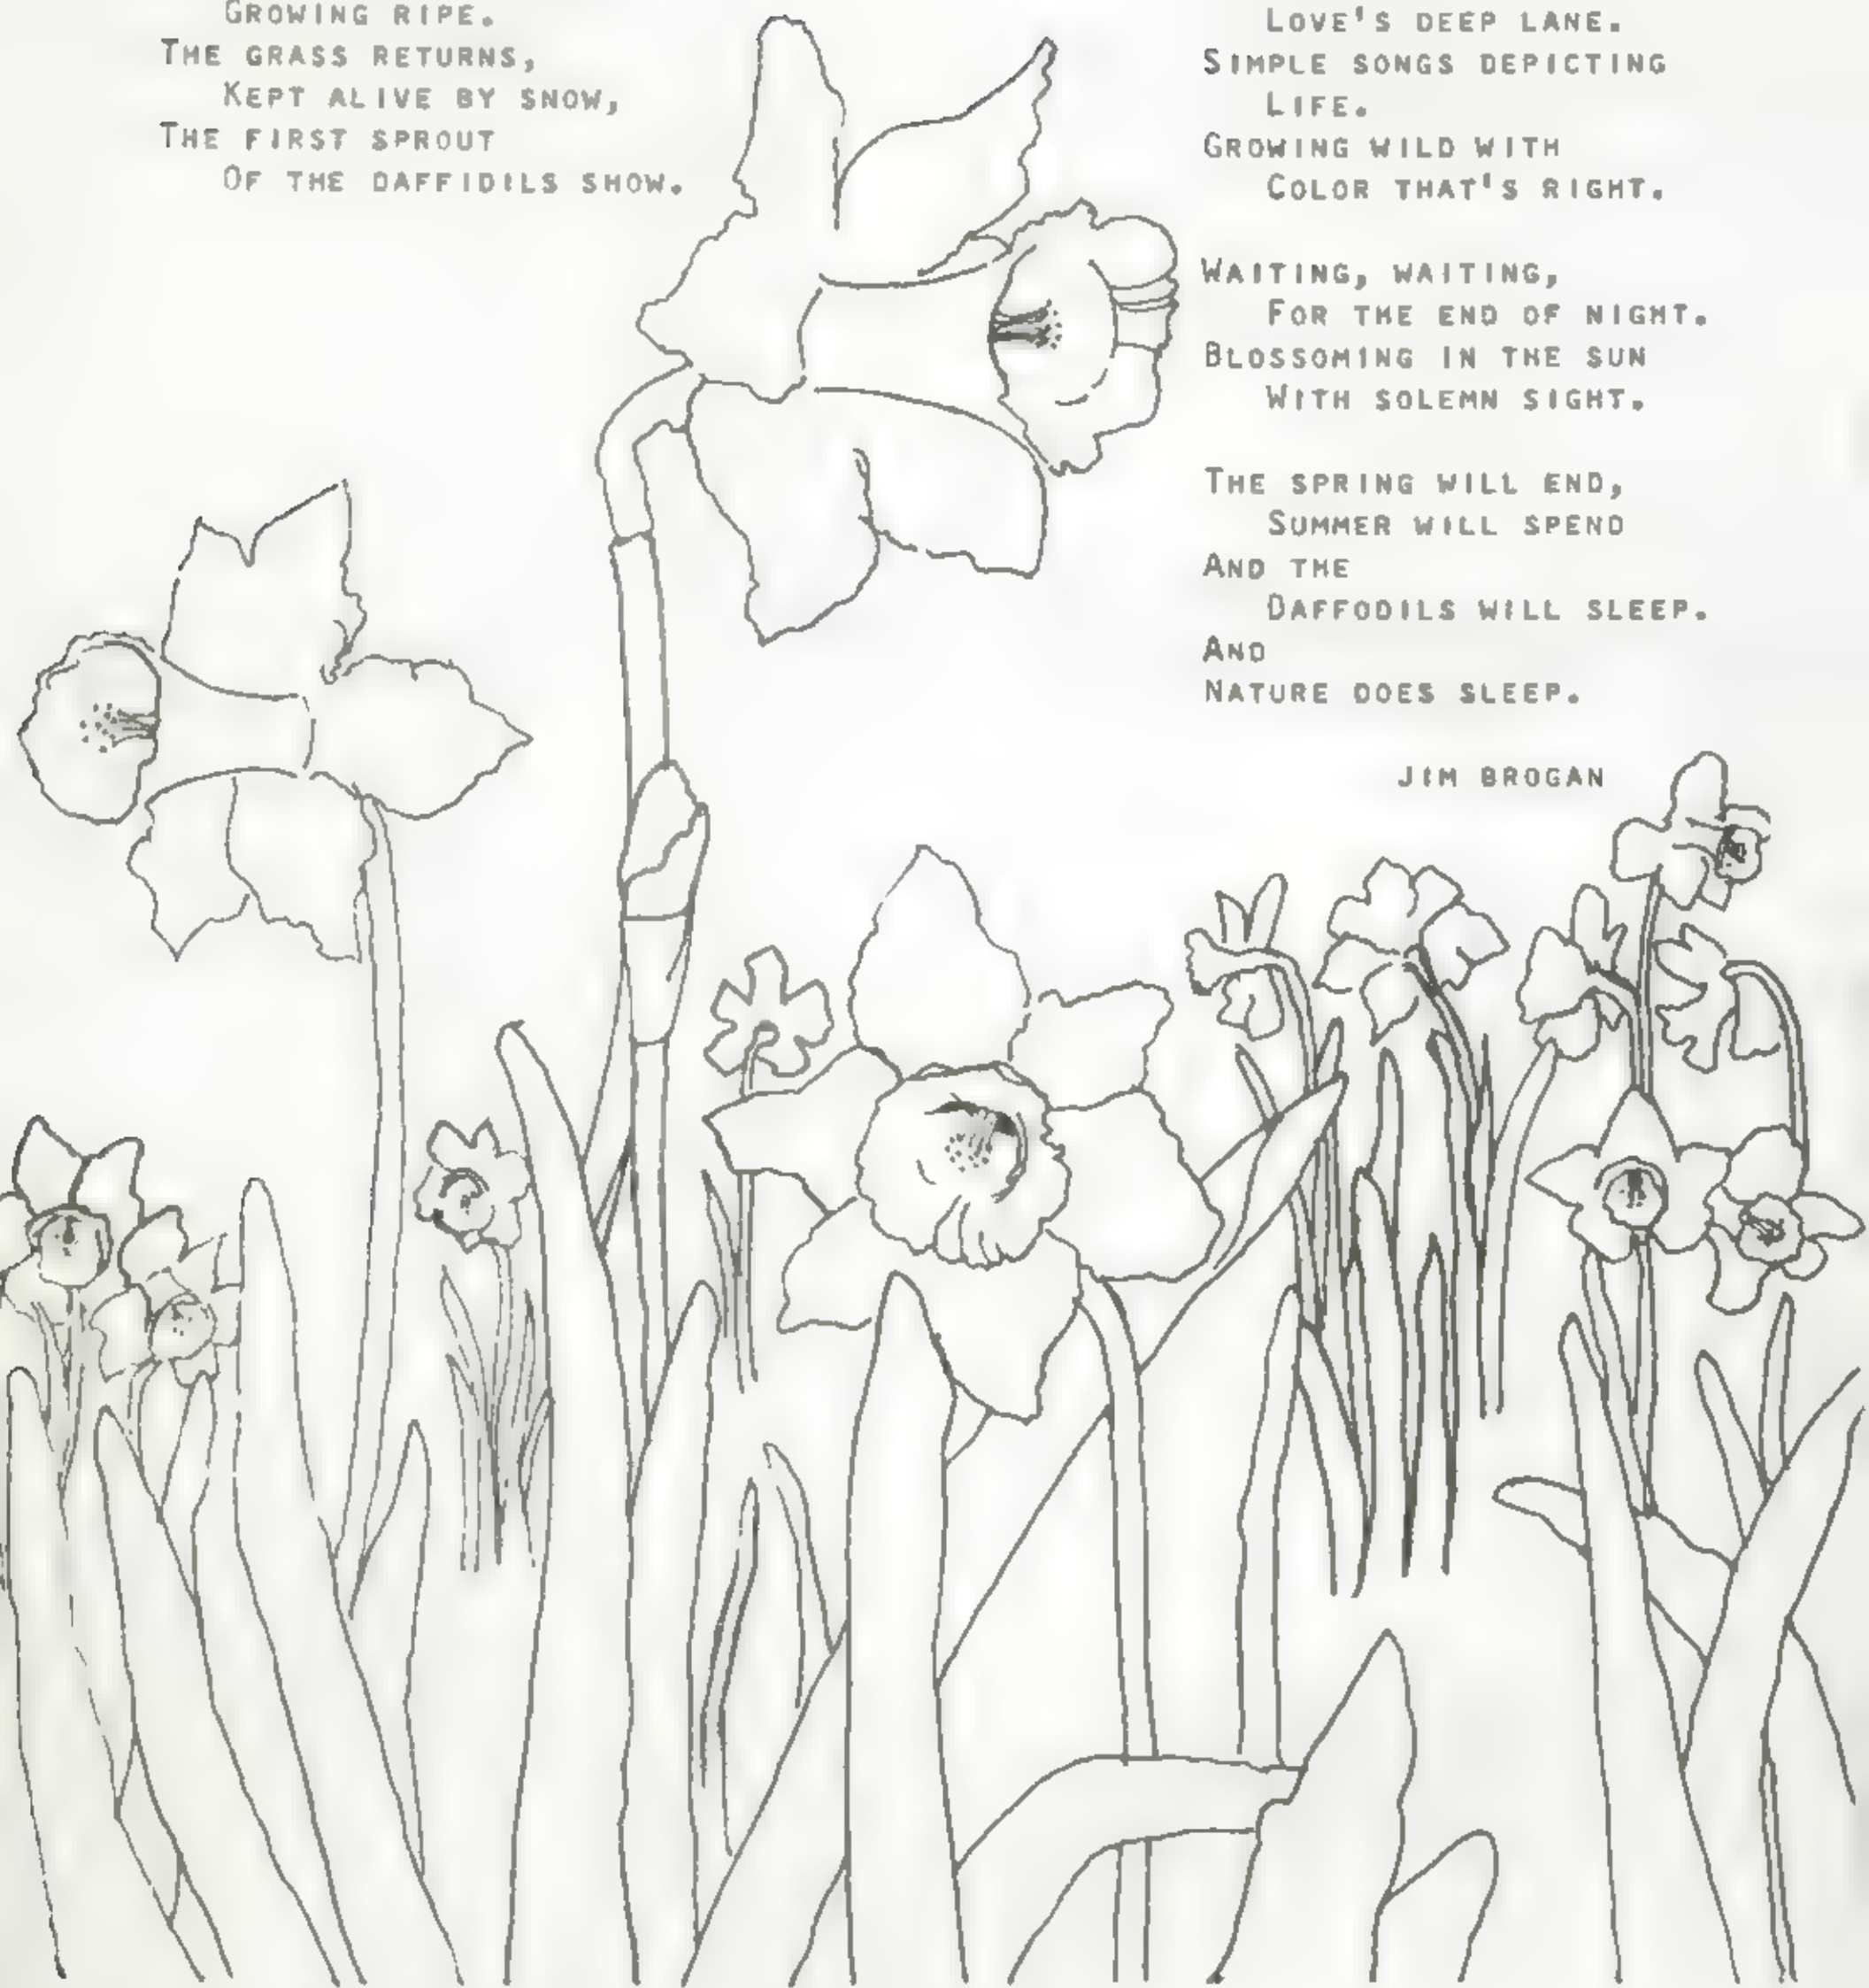 GROWING RIPE.
THE GRASS RETURNS,
KEPT ALIVE BY SNOW,
THE FIRST SPROUT
OF THE DAFFIDILS SHOW.
LOVE'S DEEP LANE.
SIMPLE SONGS DEPICTING
LIFE.
GROWING WILD WITH
COLOR THAT'S RIGHT.
WAITING, WAITING,
FOR THE END OF NIGHT.
BLOSSOMING IN THE SUN
WITH SOLEMN SIGHT.
THE SPRING WILL END,
SUMMER WILL SPEND
AND THE
DAFFODILS WILL SLEEP.
AND
NATURE DOES SLEEP.
JIM BROGAN